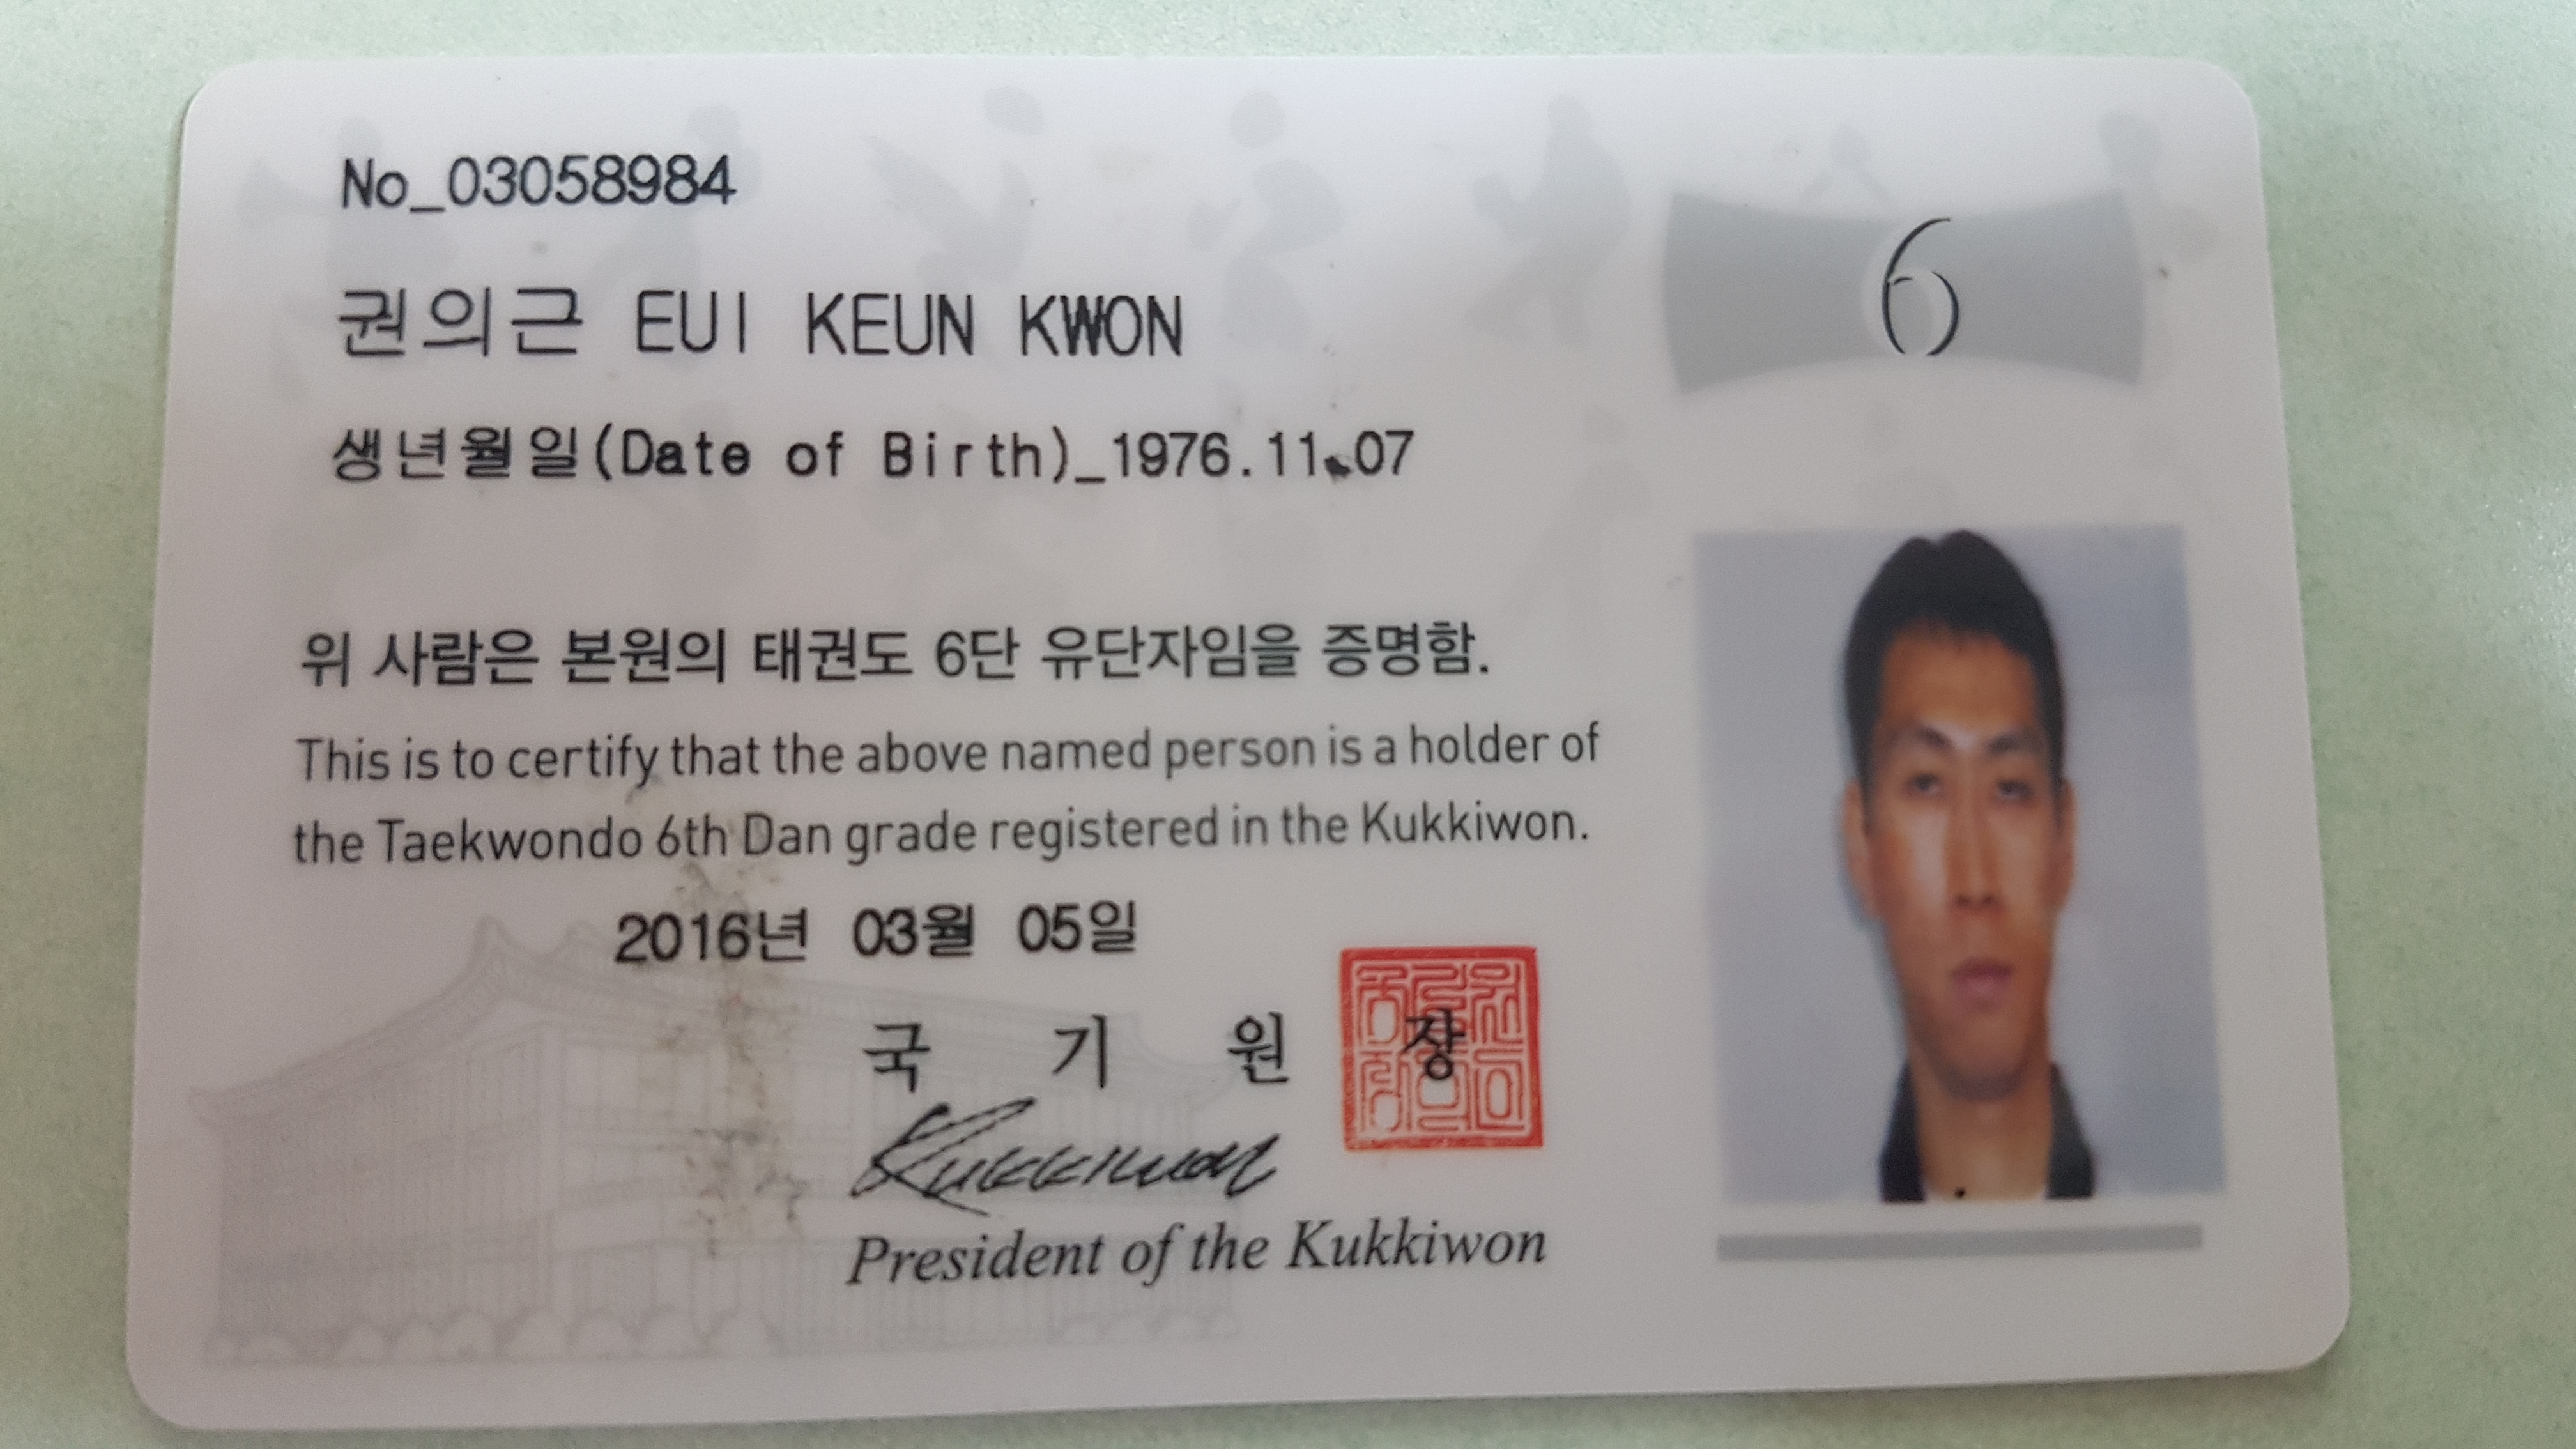 No_03058984
6
권의근 EUI KEUN KWON
생년월일(Date of Birth)_1976.11.07
위 사람은 본원의 태권도 6단 유단자임을 증명함.
This is to certify that the above named person is a holder of
the Taekwondo 6th Dan grade registered in the Kukkiwon.
2016년 03월 05일
국 기 원 장
Kukkiwon
President of the Kukkiwon